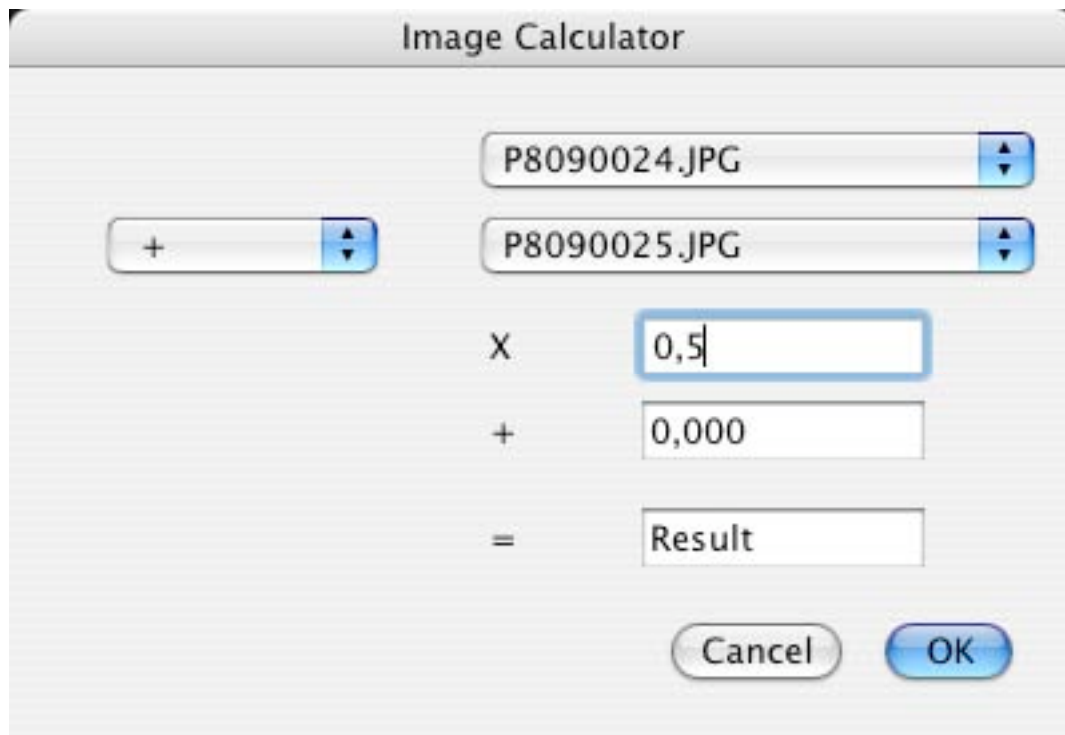 Image Calculator
P8090024.JPG
+ P8090025.JPG
X 0,5
+ 0,000
= Result
Cancel OK